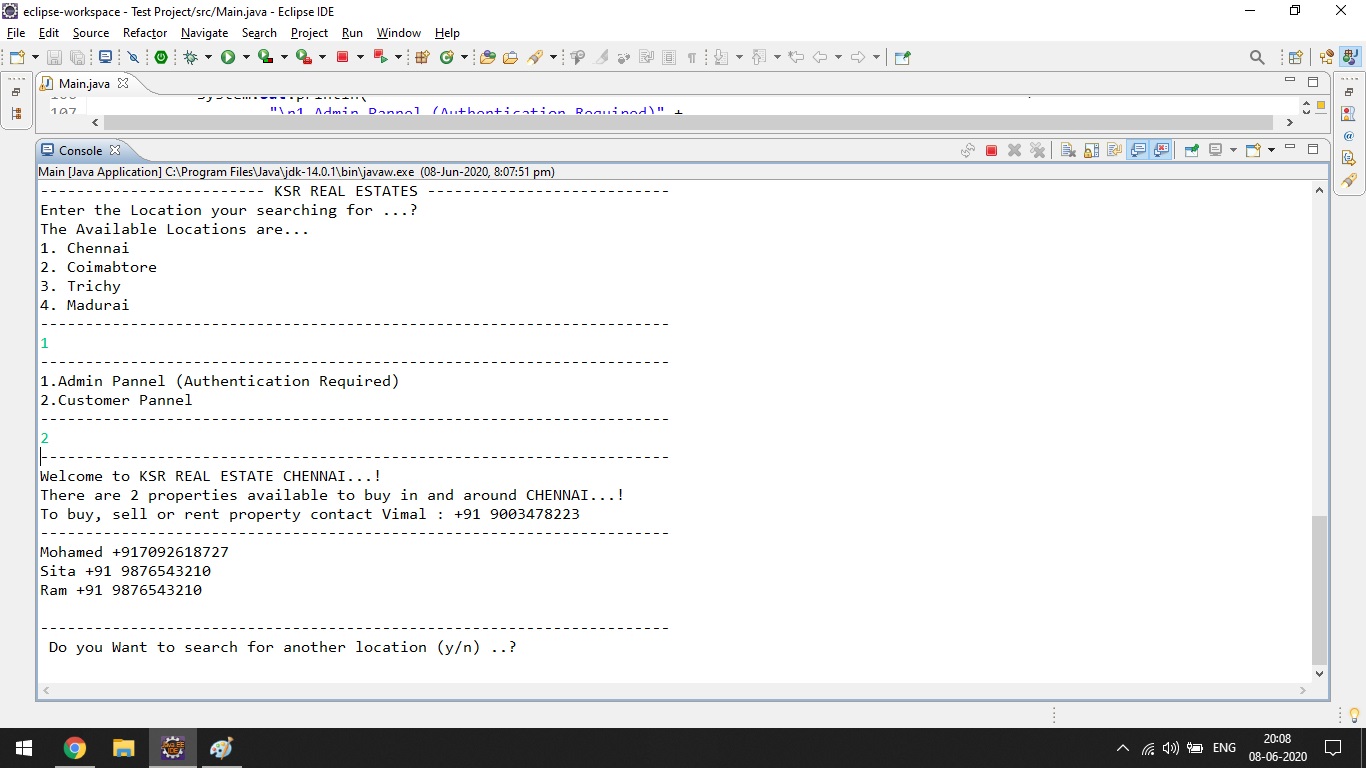 eclipse-workspace - Test Project/src/Main.java - Eclipse IDE
File Edit Source Refactor Navigate Search Project Run Window Help
Main.java
107 "\n1.Admin Pannel (Authentication Required)" +
Console
Main [Java Application] C:\Program Files\Java\jdk-14.0.1\bin\javaw.exe (08-Jun-2020, 8:07:51 pm)
------------------------- KSR REAL ESTATES ---------------------------
Enter the Location your searching for ...?
The Available Locations are...
1. Chennai
2. Coimabtore
3. Trichy
4. Madurai
----------------------------------------------------------------------
1
----------------------------------------------------------------------
1.Admin Pannel (Authentication Required)
2.Customer Pannel
----------------------------------------------------------------------
2
----------------------------------------------------------------------
Welcome to KSR REAL ESTATE CHENNAI...!
There are 2 properties available to buy in and around CHENNAI...!
To buy, sell or rent property contact Vimal : +91 9003478223
----------------------------------------------------------------------
Mohamed +917092618727
Sita +91 9876543210
Ram +91 9876543210
----------------------------------------------------------------------
Do you Want to search for another location (y/n) ..?
ENG
20:08
08-06-2020